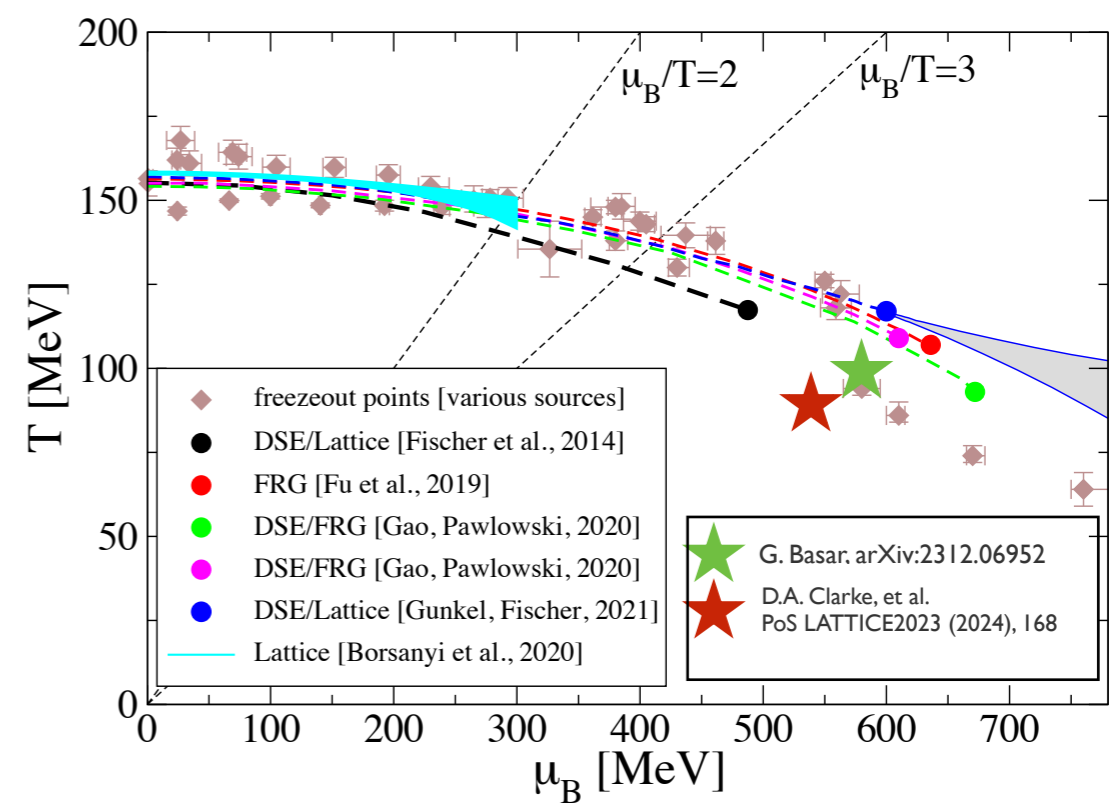 200
150
100
50
0
T [MeV]
μ_B/T=2
μ_B/T=3
freezeout points [various sources]
DSE/Lattice [Fischer et al., 2014]
FRG [Fu et al., 2019]
DSE/FRG [Gao, Pawlowski, 2020]
DSE/FRG [Gao, Pawlowski, 2020]
DSE/Lattice [Gunkel, Fischer, 2021]
Lattice [Borsanyi et al., 2020]
G. Basar, arXiv:2312.06952
D.A. Clarke, et al.
PoS LATTICE2023 (2024), 168
0 100 200 300 400 500 600 700
μ_B [MeV]